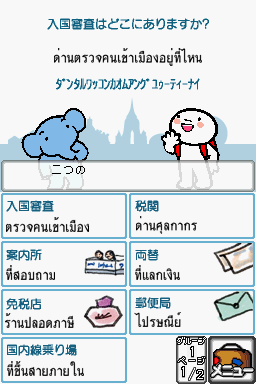 入国審査はどこにありますか?
ด่านตรวจคนเข้าเมืองอยู่ที่ไหน
ﾀﾞﾝﾀﾙﾜｯｺﾝｶｵﾑｱﾝｸﾞﾕｩｰﾃｨｰﾅｲ
二つの
入国審査
ตรวจคนเข้าเมือง
税関
ด่านศุลกากร
案内所
ที่สอบถาม
両替
ที่แลกเงิน
免税店
ร้านปลอดภาษี
郵便局
ไปรษณีย์
国内線乗り場
ที่ขึ้นสายภายใน
グループ
1
ページ
1/2
メニュー